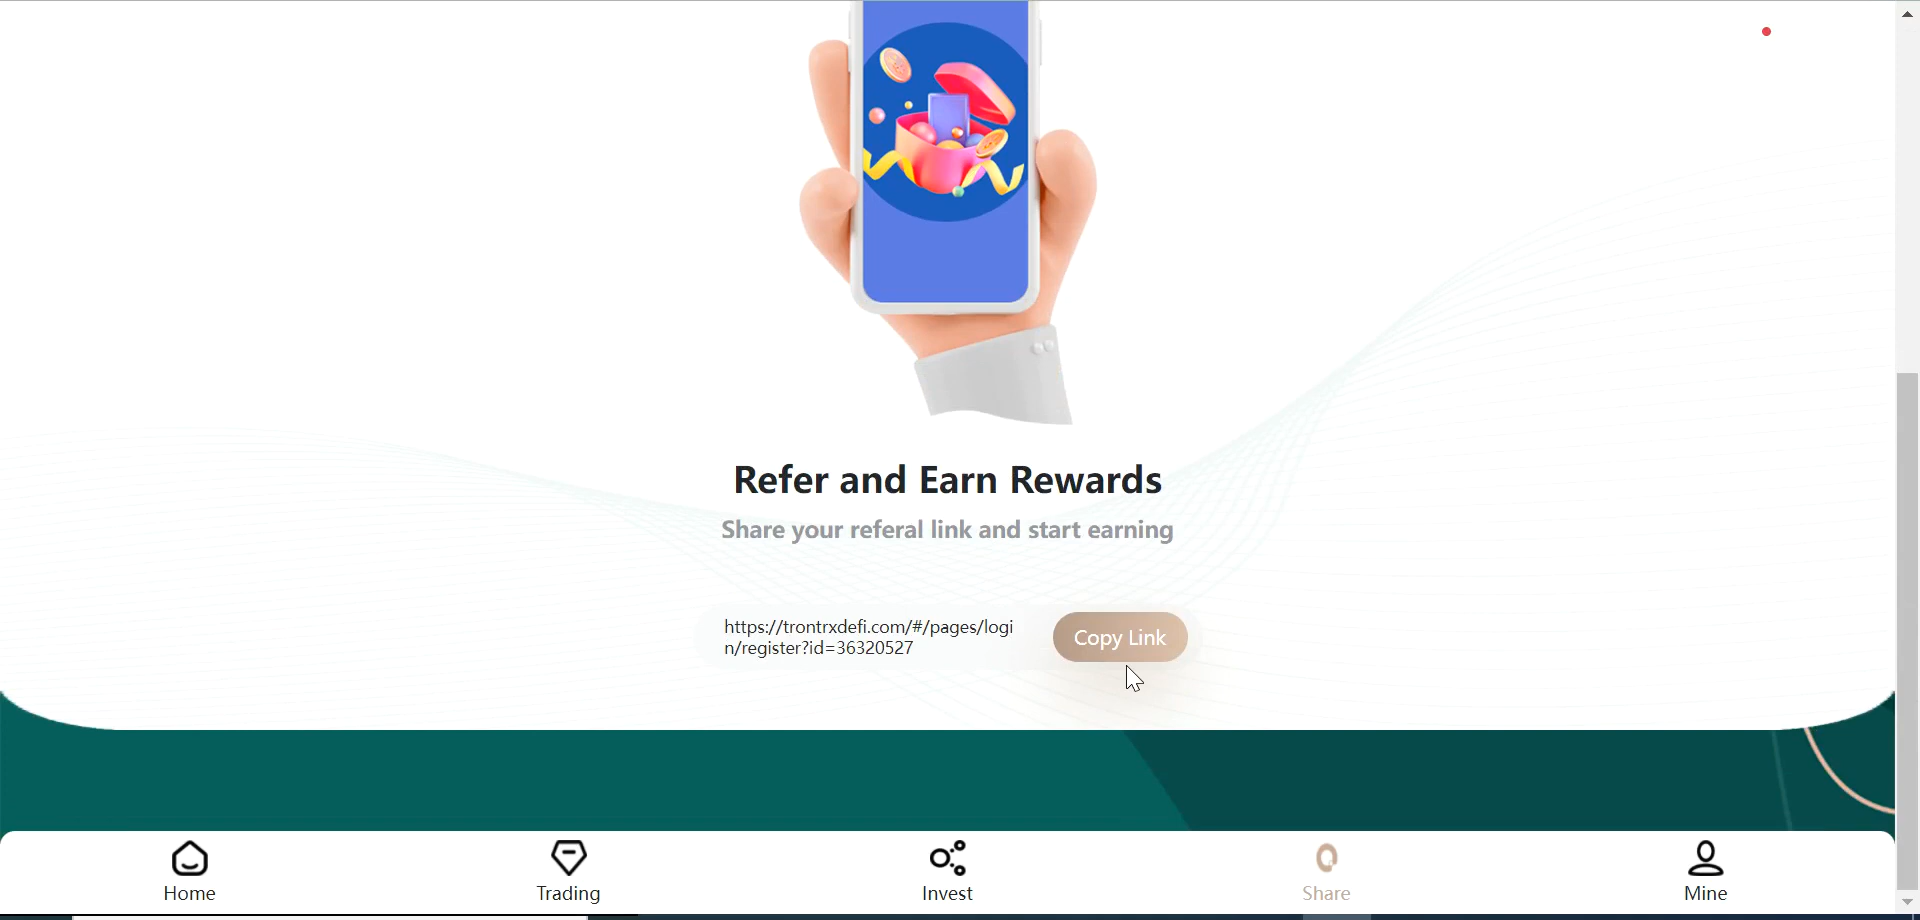 Refer and Earn Rewards
Share your referal link and start earning
https://trontrxdefi.com/#/pages/logi
n/register?id=36320527
Copy Link
Home
Trading
Invest
Share
Mine